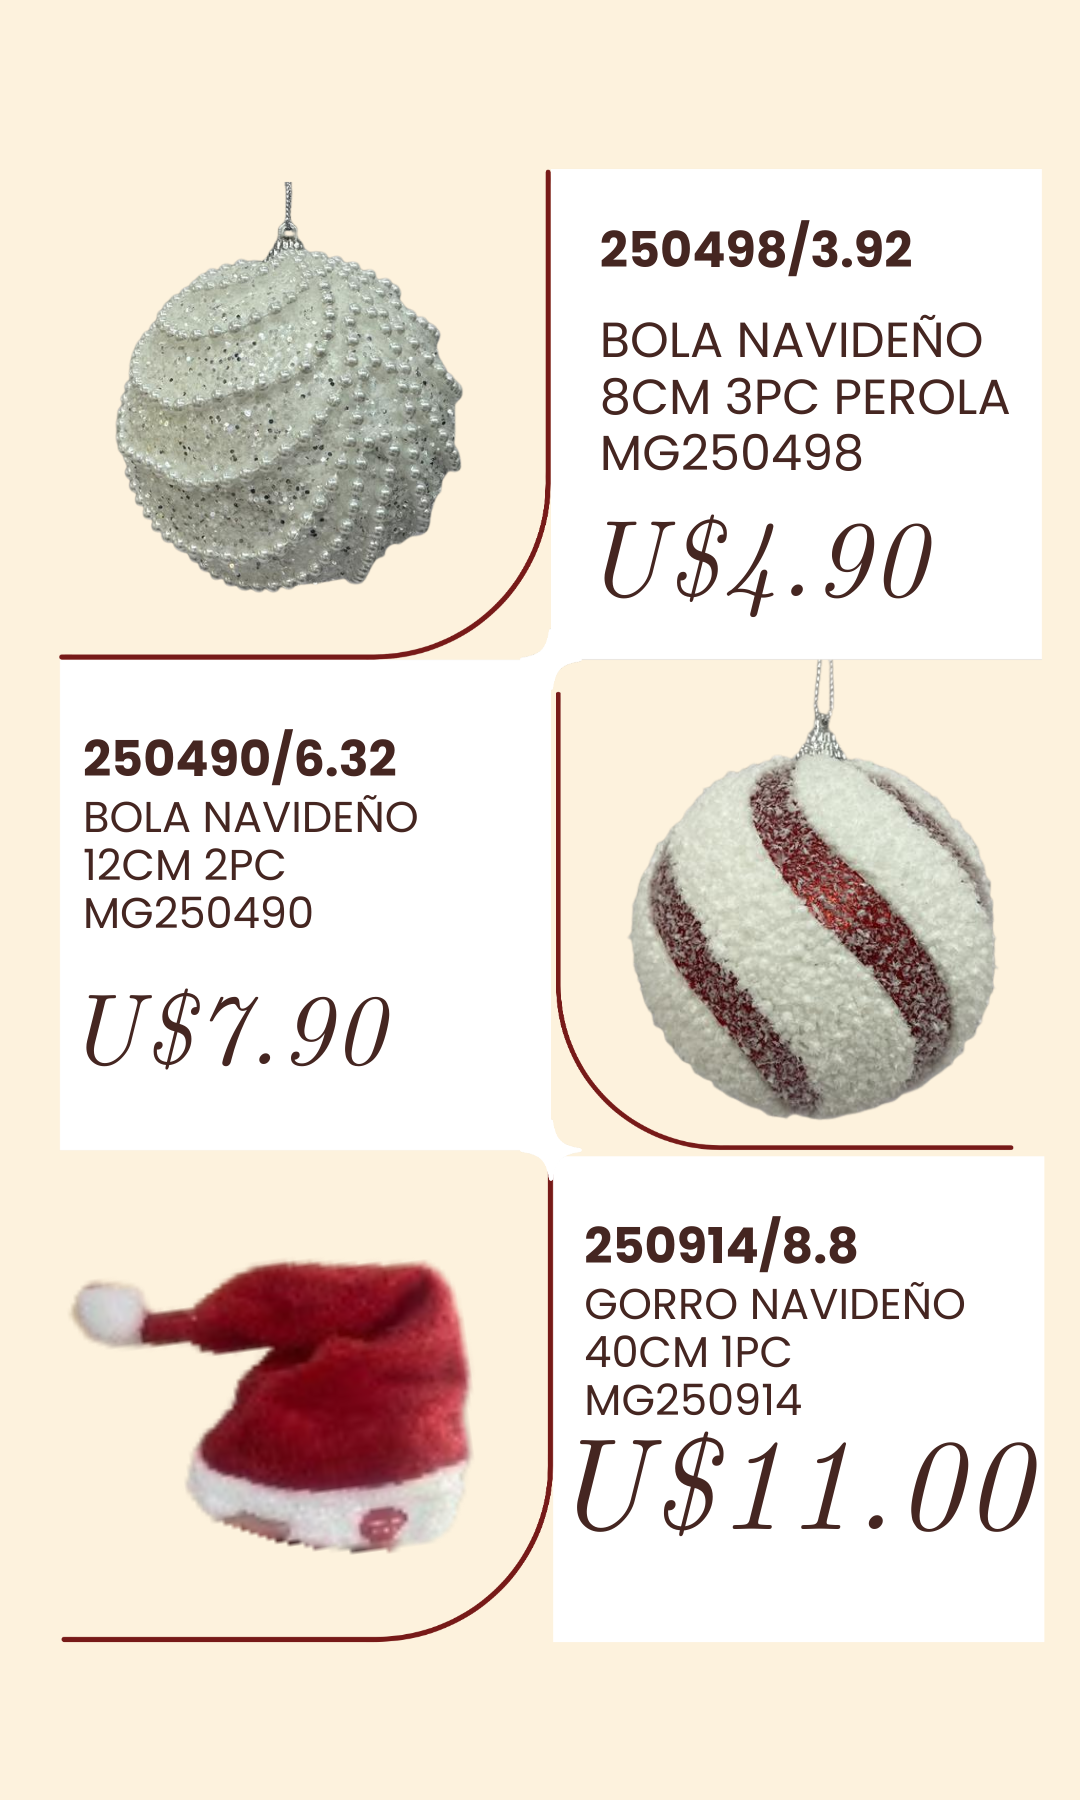 250498/3.92
BOLA NAVIDEÑO
8CM 3PC PEROLA
MG250498
U$4.90
250490/6.32
BOLA NAVIDEÑO
12CM 2PC
MG250490
U$7.90
250914/8.8
GORRO NAVIDEÑO
40CM 1PC
MG250914
U$11.00